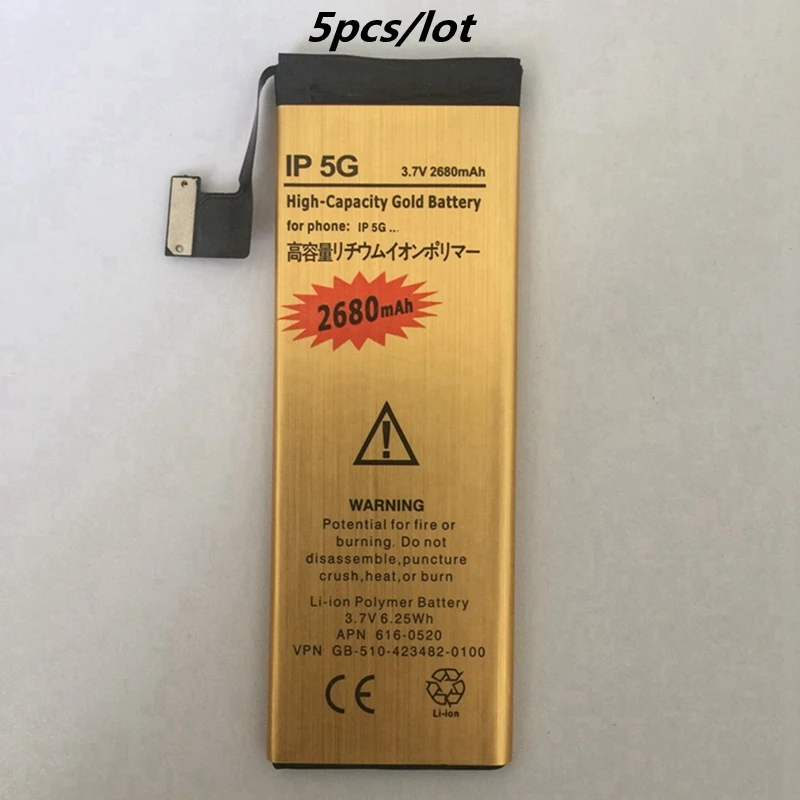 5pcs/lot
IP 5G 3.7V 2680mAh
High-Capacity Gold Battery
for phone: IP 5G ...
高容量リチウムイオンポリマー
2680mAh
WARNING
Potential for fire or
burning. Do not
disassemble,puncture
crush,heat,or burn
Li-ion Polymer Battery
3.7V 6.25Wh
APN 616-0520
VPN GB-510-423482-0100
CE
Li-ion